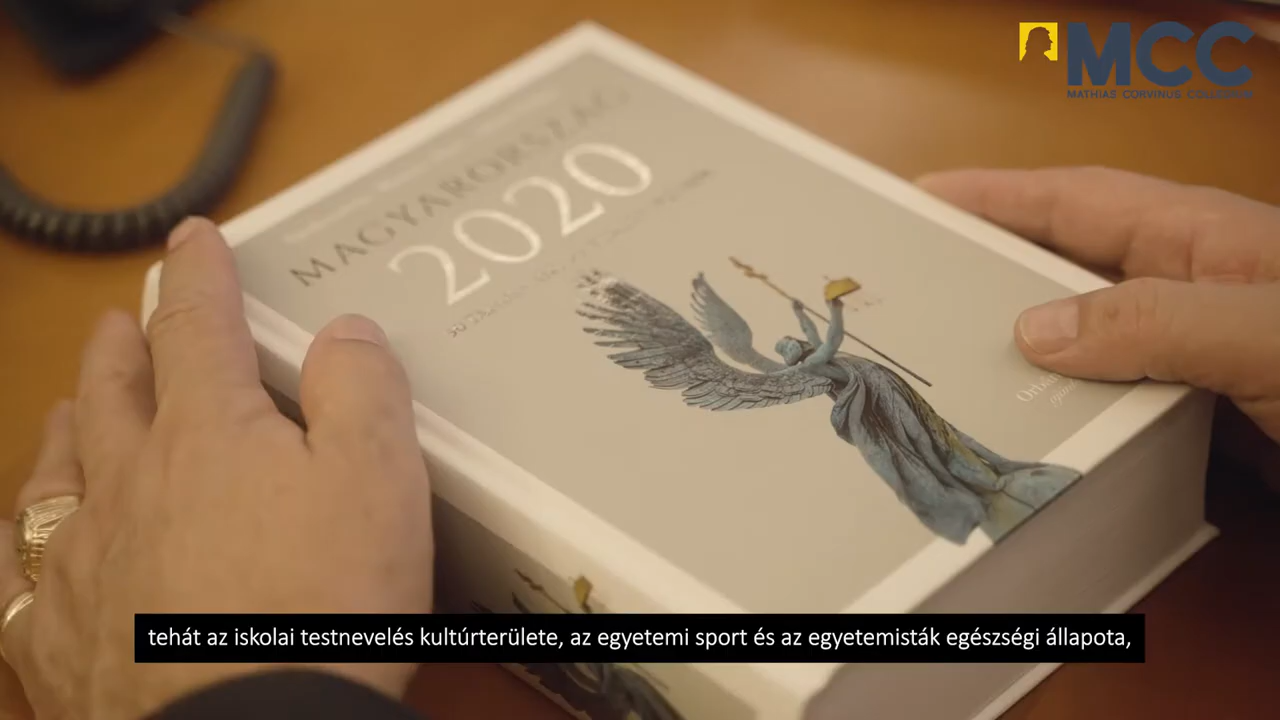 MCC
MATHIAS CORVINUS COLLEGIUM
MAGYARORSZÁG
2020
tehát az iskolai testnevelés kultúrterülete, az egyetemi sport és az egyetemisták egészségi állapota,